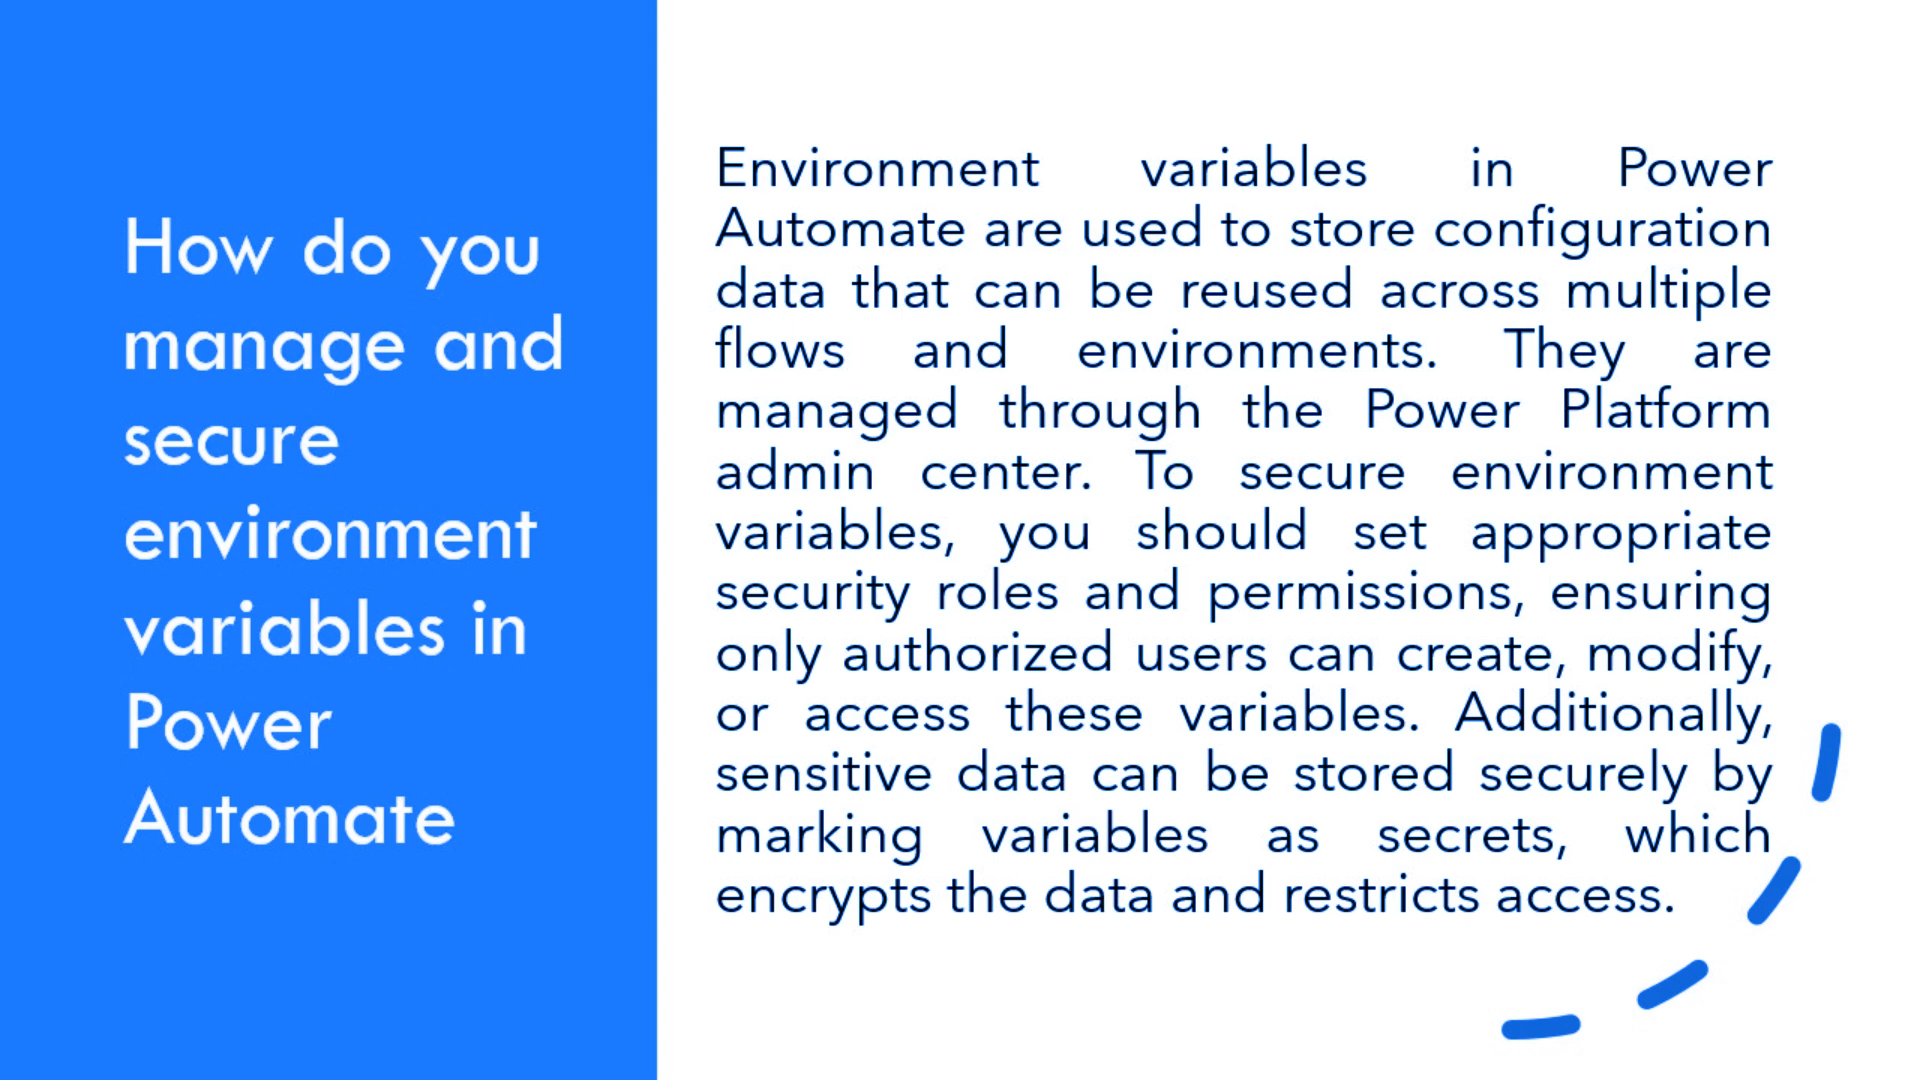 How do you
manage and
secure
environment
variables in
Power
Automate
Environment variables in Power
Automate are used to store configuration
data that can be reused across multiple
flows and environments. They are
managed through the Power Platform
admin center. To secure environment
variables, you should set appropriate
security roles and permissions, ensuring
only authorized users can create, modify,
or access these variables. Additionally,
sensitive data can be stored securely by
marking variables as secrets, which
encrypts the data and restricts access.